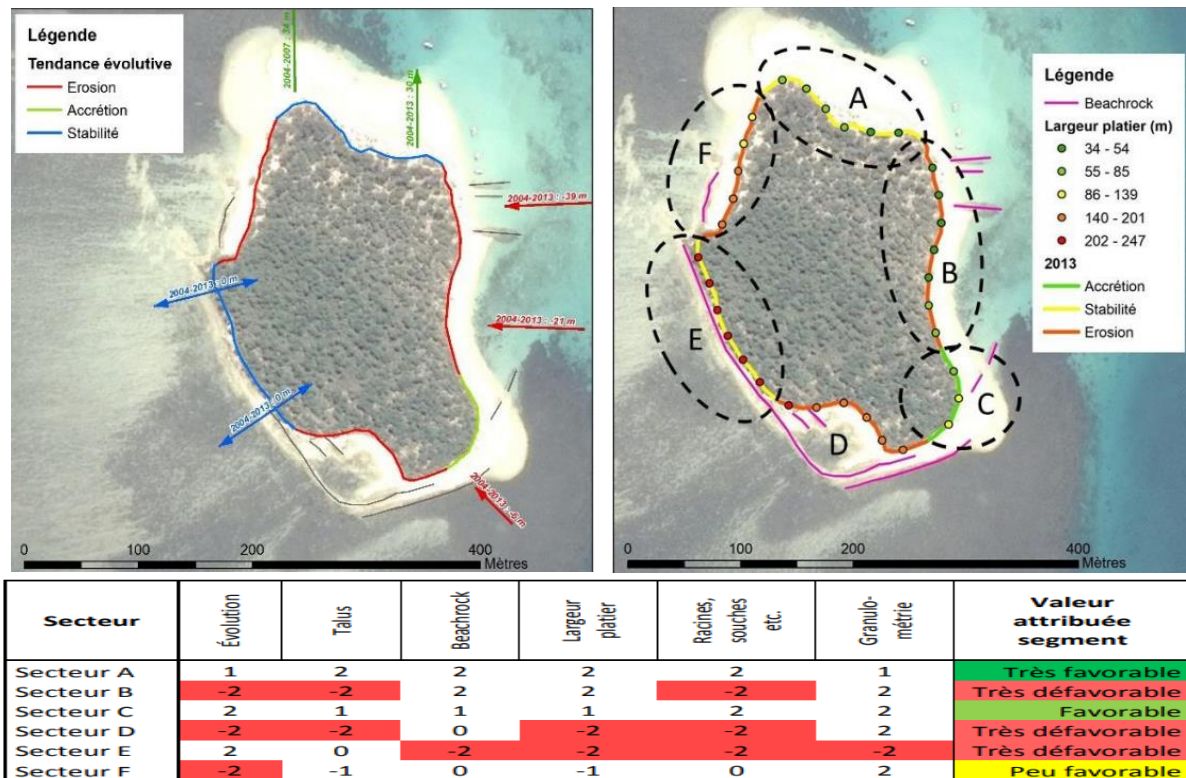 Légende
Tendance évolutive
Erosion
Accrétion
Stabilité
2004-2007 : 34 m
2004-2013 : 30 m
2004-2013 : -39 m
2004-2013 : 0 m
2004-2013 : -21 m
2004-2013 : 0 m
2004-2013 : -6 m
0 100 200 400
Mètres
A
F
B
E
C
D
Légende
Beachrock
Largeur platier (m)
34 - 54
55 - 85
86 - 139
140 - 201
202 - 247
2013
Accrétion
Stabilité
Erosion
0 100 200 400
Mètres
Secteur Évolution Talus Beachrock Largeur platier Racines, souches etc. Granulo-métrie Valeur attribuée segment
Secteur A 1 2 2 2 2 1 Très favorable
Secteur B -2 -2 2 2 -2 2 Très défavorable
Secteur C 2 1 1 1 2 2 Favorable
Secteur D -2 -2 0 -2 -2 2 Très défavorable
Secteur E 2 0 -2 -2 -2 -2 Très défavorable
Secteur F -2 -1 0 -1 0 2 Peu favorable